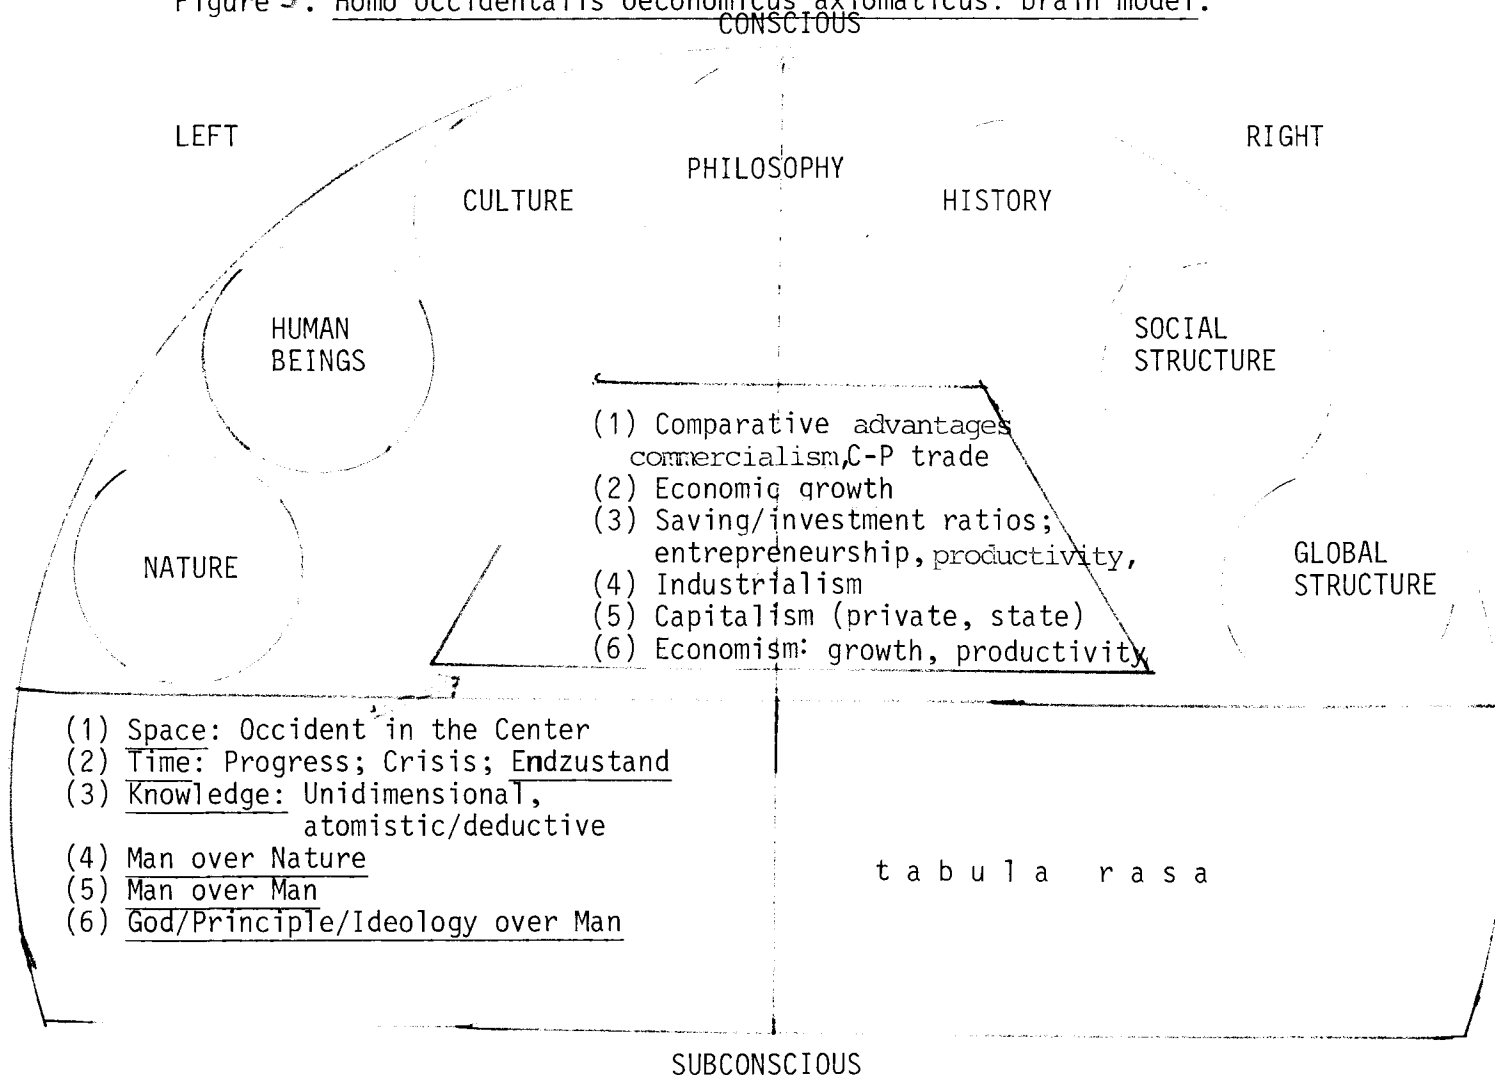 Figure 3. Homo occidentalis oeconomicus axiomaticus: brain model.
CONSCIOUS
LEFT
RIGHT
PHILOSOPHY
CULTURE
HISTORY
HUMAN
BEINGS
SOCIAL
STRUCTURE
NATURE
GLOBAL
STRUCTURE
(1) Comparative advantages
commercialism,C-P trade
(2) Economic growth
(3) Saving/investment ratios;
entrepreneurship, productivity,
(4) Industrialism
(5) Capitalism (private, state)
(6) Economism: growth, productivity
(1) Space: Occident in the Center
(2) Time: Progress; Crisis; Endzustand
(3) Knowledge: Unidimensional,
atomistic/deductive
(4) Man over Nature
(5) Man over Man
(6) God/Principle/Ideology over Man
tabula rasa
SUBCONSCIOUS